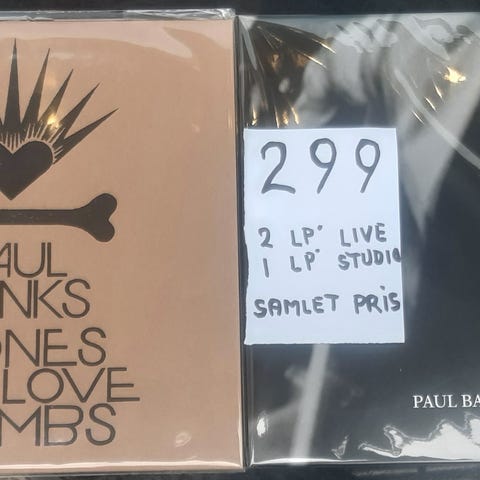 AUL
NKS
ONES
LOVE
MBS
299
2 LP' LIVE
1 LP' STUDIO
SAMLET PRIS
PAUL BA